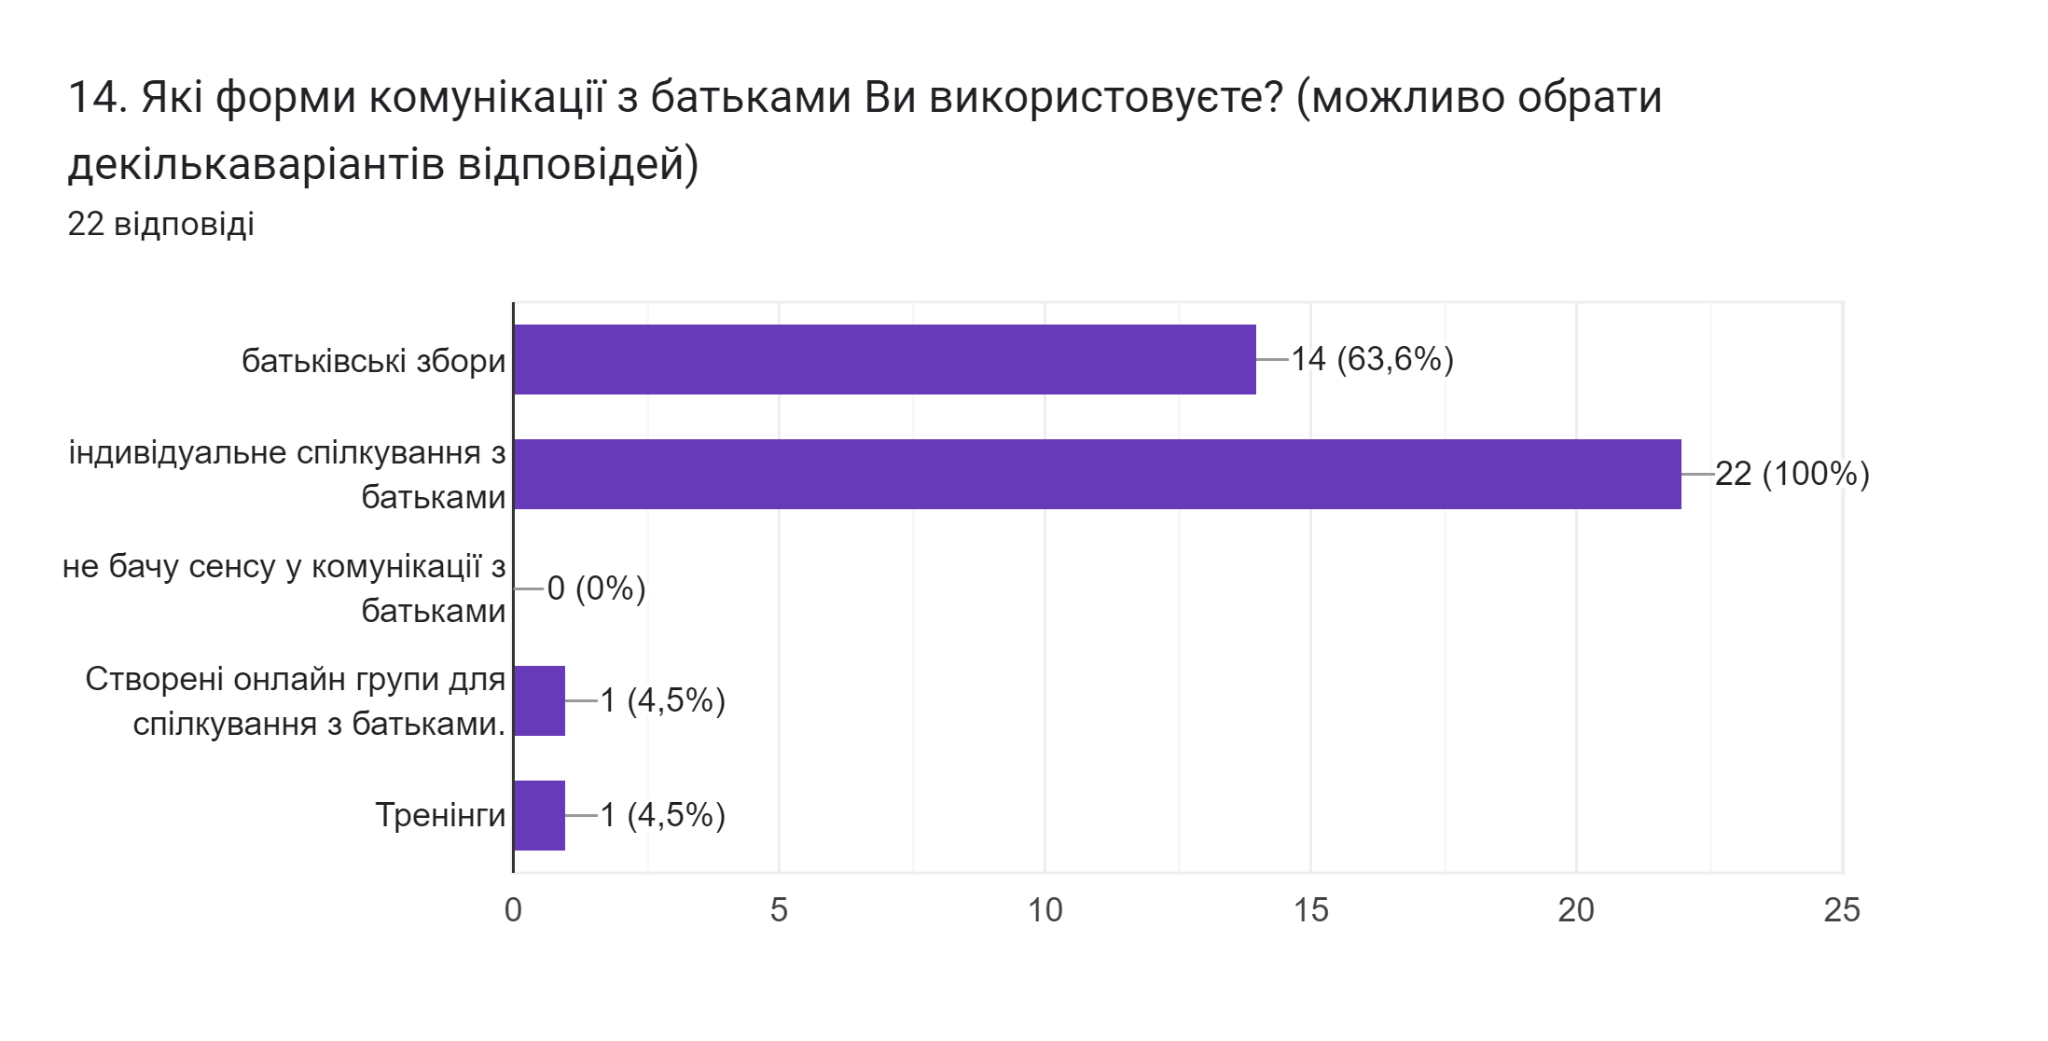 14. Які форми комунікації з батьками Ви використовуєте? (можливо обрати
декількаваріантів відповідей)
22 відповіді
батьківські збори
14 (63,6%)
індивідуальне спілкування з
батьками
22 (100%)
не бачу сенсу у комунікації з
батьками
0 (0%)
Створені онлайн групи для
спілкування з батьками.
1 (4,5%)
Тренінги
1 (4,5%)
0 5 10 15 20 25